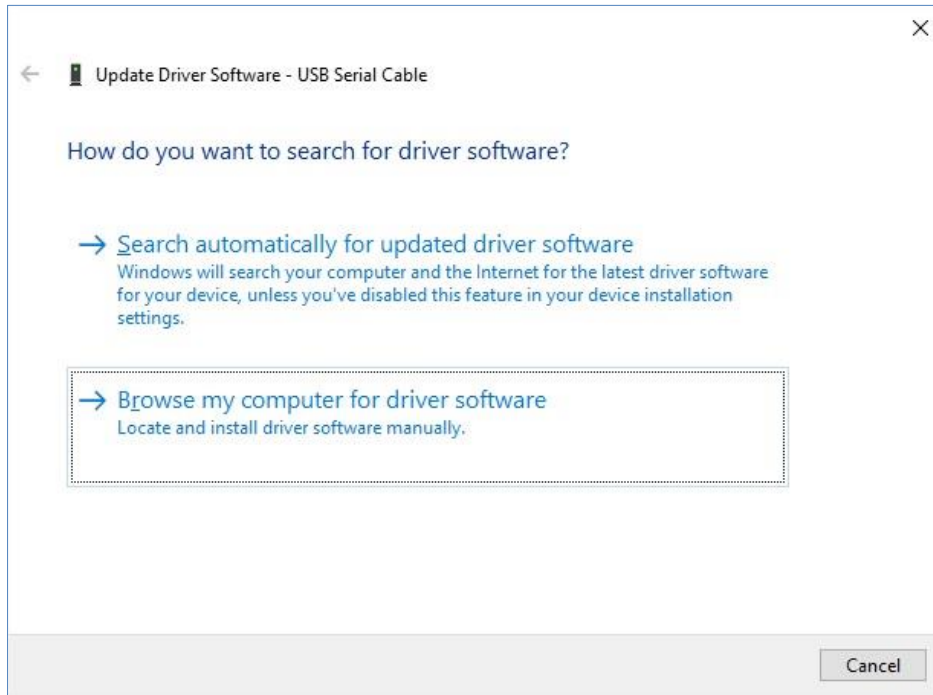 Update Driver Software - USB Serial Cable
How do you want to search for driver software?
Search automatically for updated driver software
Windows will search your computer and the Internet for the latest driver software
for your device, unless you've disabled this feature in your device installation
settings.
Browse my computer for driver software
Locate and install driver software manually.
Cancel